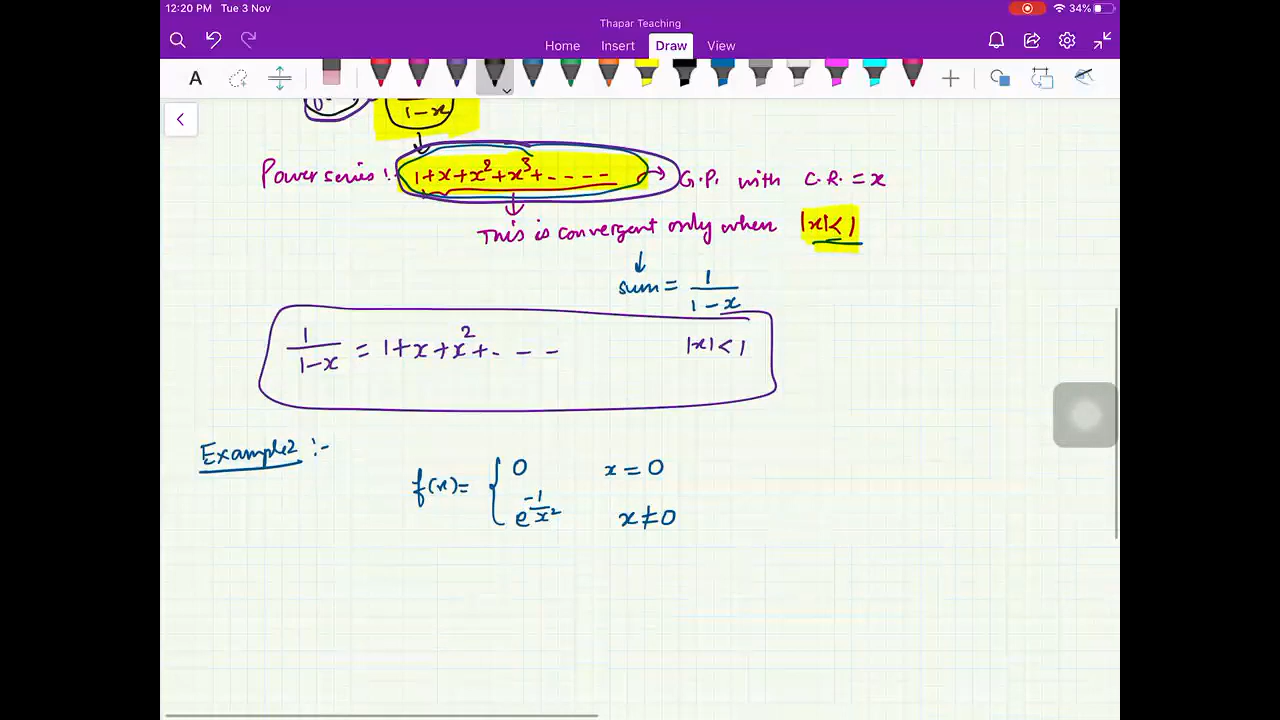 12:20 PM Tue 3 Nov
34%
Thapar Teaching
Home Insert Draw View
A
1-x
Power series :- 1+x+x²+x³+---- → G.P. with C.R. = x
This is convergent only when |x|<1
sum = 1/(1-x)
1/(1-x) = 1+x+x²+--- |x|<1
Example2 :-
f(x)= { 0 x=0
e^(-1/x²) x≠0